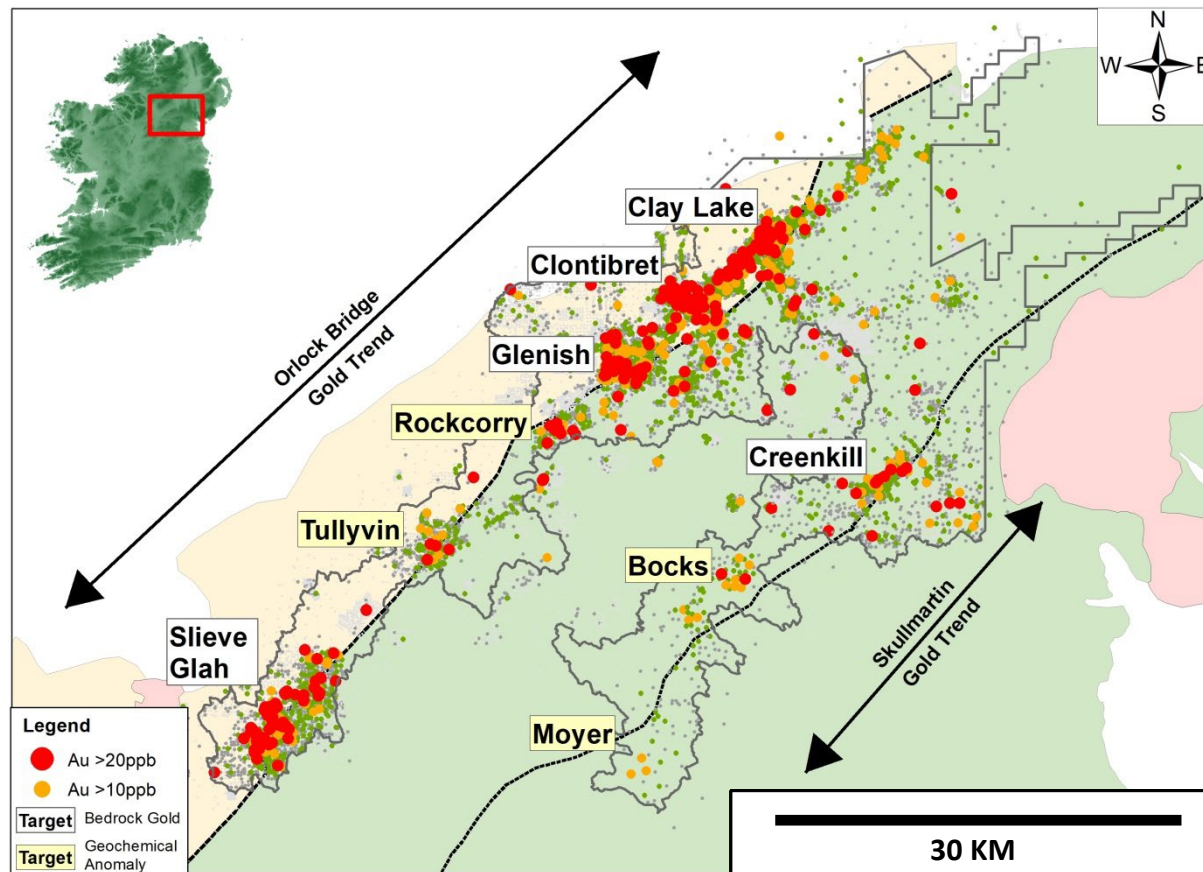 N
W E
S
Clay Lake
Clontibret
Orlock Bridge
Gold Trend
Glenish
Rockcorry
Creenkill
Tullyvin
Bocks
Slieve
Glah
Skullmartin
Gold Trend
Moyer
Legend
Au >20ppb
Au >10ppb
Target Bedrock Gold
Target Geochemical
Anomaly
30 KM